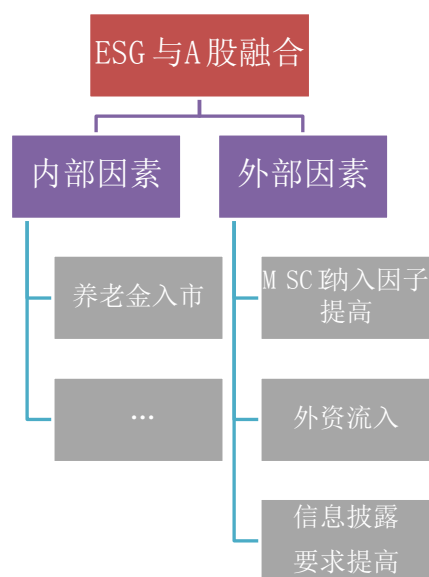 ESG与A股融合
内部因素
外部因素
养老金入市
…
MSCI纳入因子
提高
外资流入
信息披露
要求提高